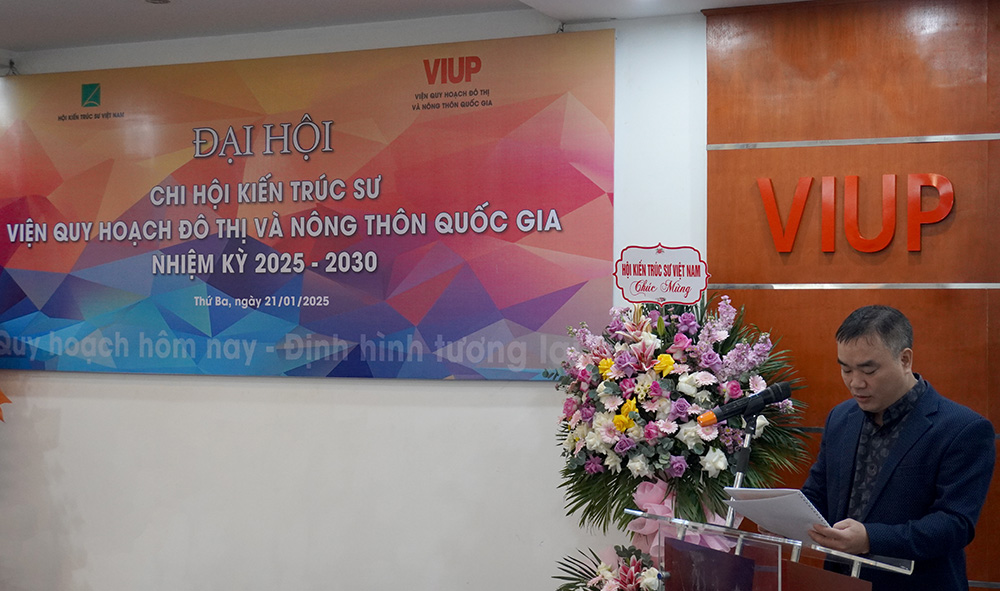 HỘI KIẾN TRÚC SƯ VIỆT NAM
VIUP
VIỆN QUY HOẠCH ĐÔ THỊ
VÀ NÔNG THÔN QUỐC GIA
ĐẠI HỘI
CHI HỘI KIẾN TRÚC SƯ
VIỆN QUY HOẠCH ĐÔ THỊ VÀ NÔNG THÔN QUỐC GIA
NHIỆM KỲ 2025 - 2030
Thứ Ba, ngày 21/01/2025
Quy hoạch hôm nay - Định hình tương
HỘI KIẾN TRÚC SƯ VIỆT NAM
Chúc Mừng
VIUP